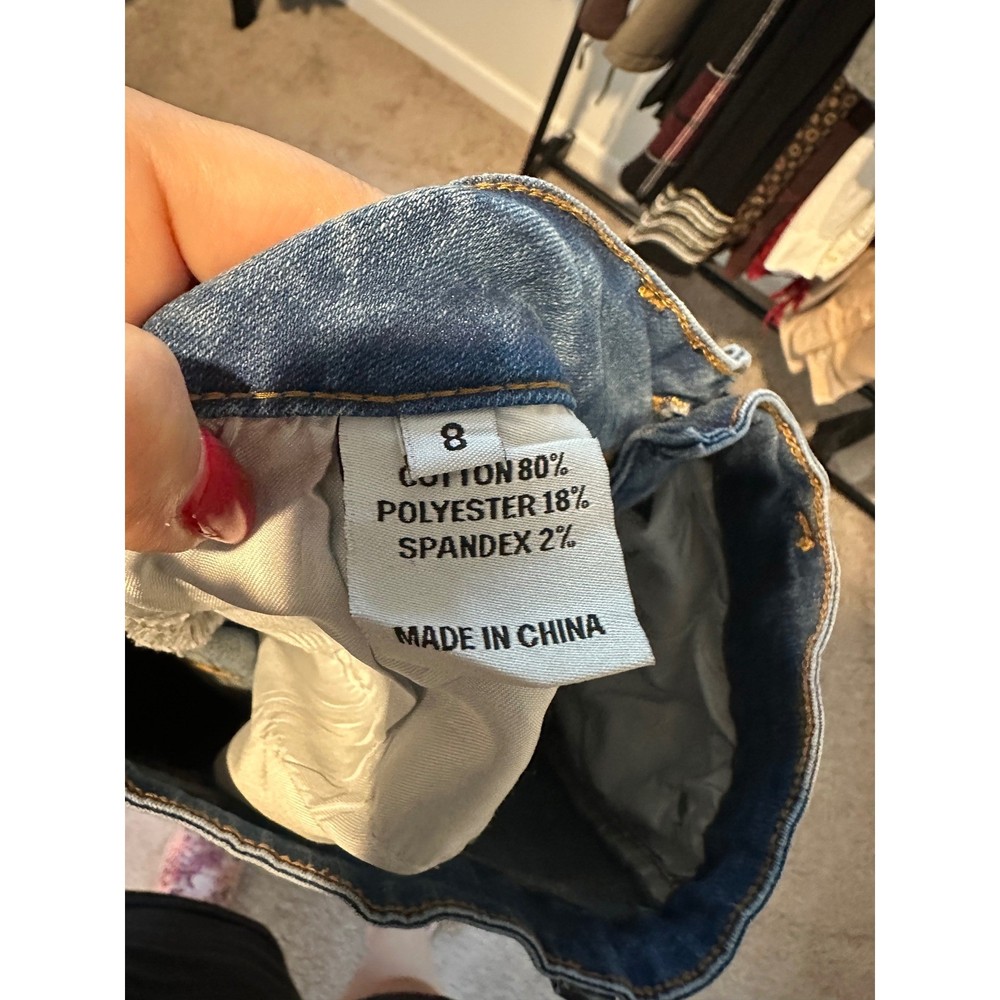 8
COTTON 80%
POLYESTER 18%
SPANDEX 2%
MADE IN CHINA